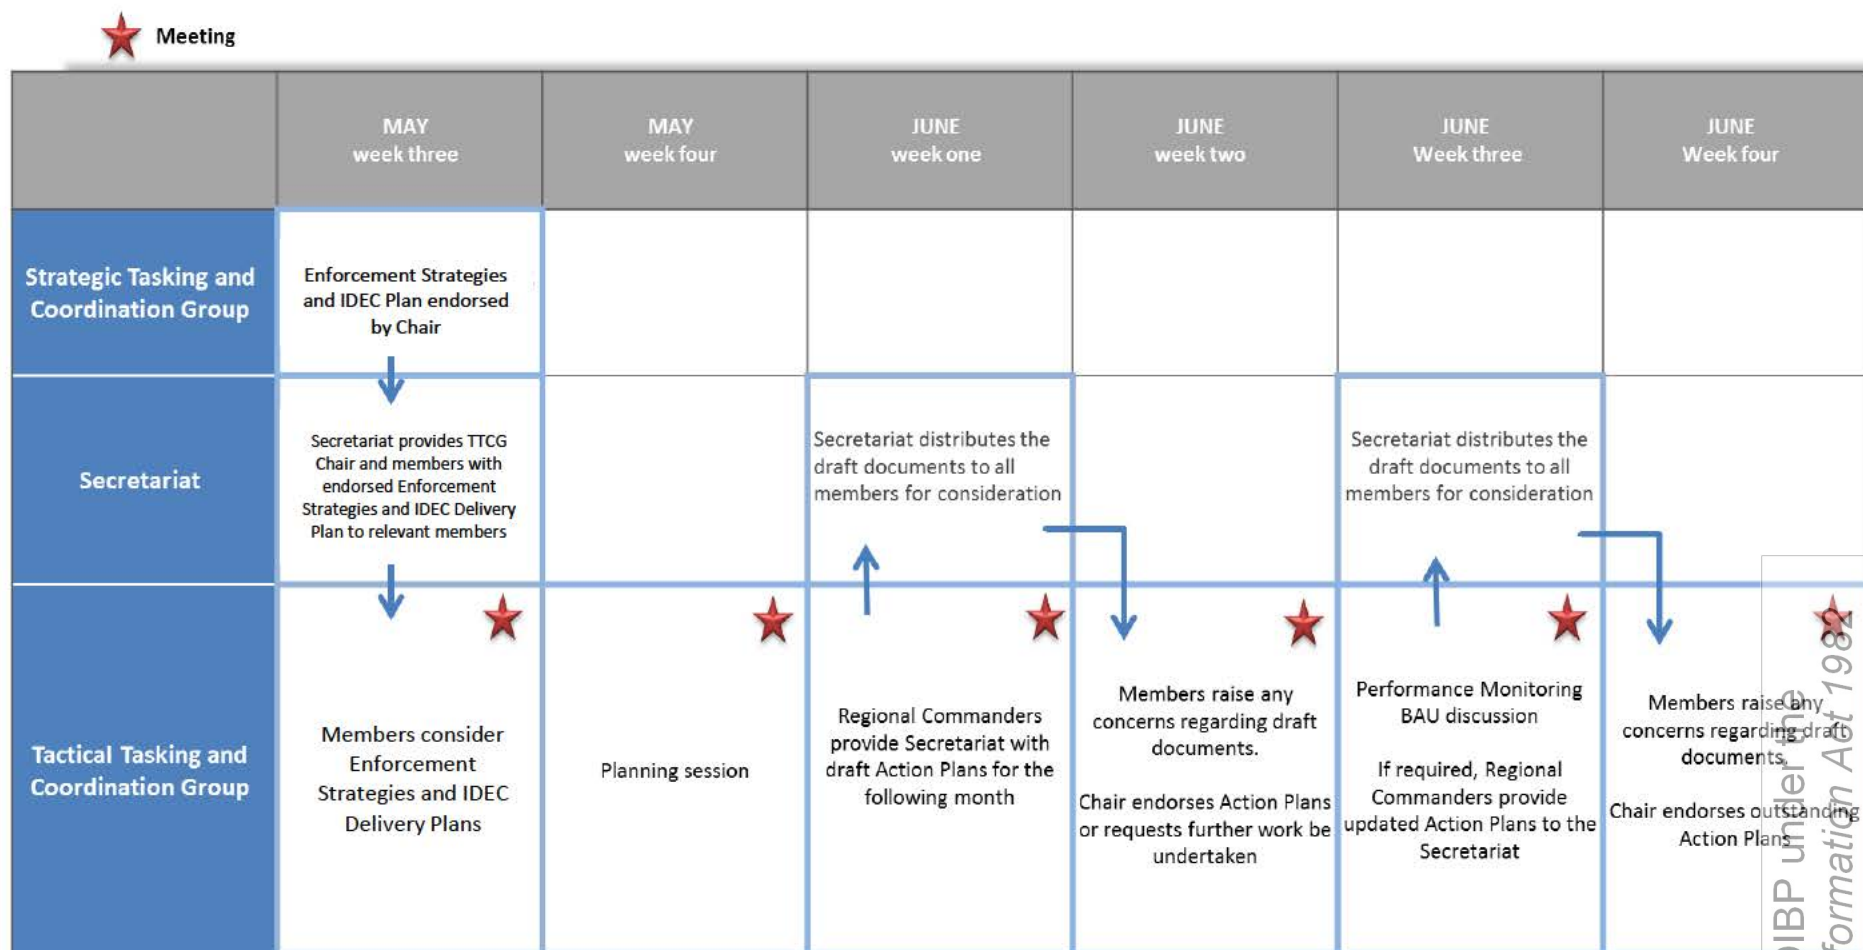 Meeting
MAY
week three
MAY
week four
JUNE
week one
JUNE
week two
JUNE
Week three
JUNE
Week four
Strategic Tasking and
Coordination Group
Enforcement Strategies
and IDEC Plan endorsed
by Chair
Secretariat
Secretariat provides TTCG
Chair and members with
endorsed Enforcement
Strategies and IDEC Delivery
Plan to relevant members
Secretariat distributes the
draft documents to all
members for consideration
Secretariat distributes the
draft documents to all
members for consideration
Tactical Tasking and
Coordination Group
Members consider
Enforcement
Strategies and IDEC
Delivery Plans
Planning session
Regional Commanders
provide Secretariat with
draft Action Plans for the
following month
Members raise any
concerns regarding draft
documents.
Chair endorses Action Plans
or requests further work be
undertaken
Performance Monitoring
BAU discussion
If required, Regional
Commanders provide
updated Action Plans to the
Secretariat
Members raise any
concerns regarding draft
documents.
Chair endorses outstanding
Action Plans
under the
Act 1982